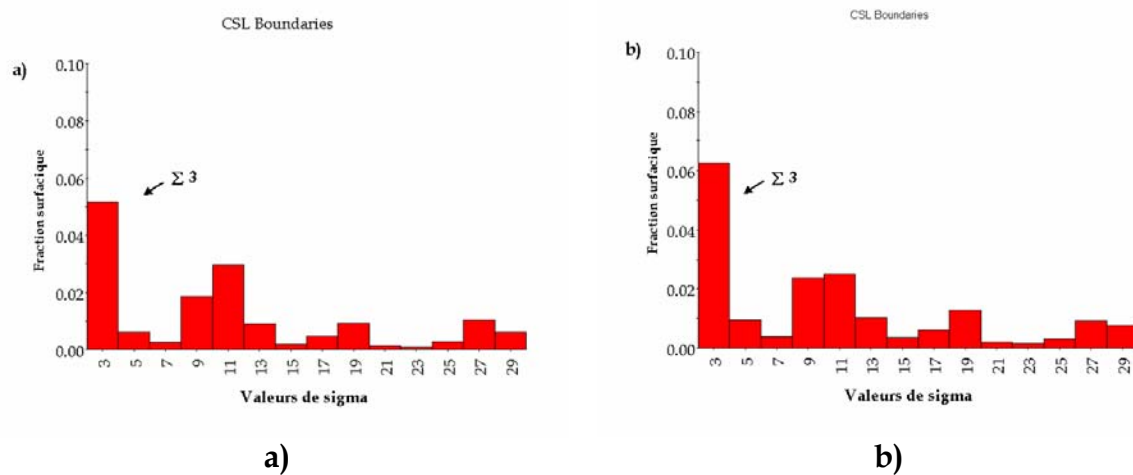 CSL Boundaries
a)
0.10
0.08
0.06
0.04
0.02
0.00
Fraction surfacique
Σ 3
3 5 7 9 11 13 15 17 19 21 23 25 27 29
Valeurs de sigma
a)
CSL Boundaries
b)
0.10
0.08
0.06
0.04
0.02
0.00
Fraction surfacique
Σ 3
3 5 7 9 11 13 15 17 19 21 23 25 27 29
Valeurs de sigma
b)